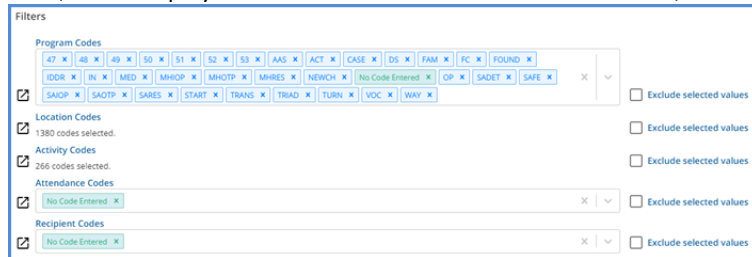 Filters
Program Codes
47 × 48 × 49 × 50 × 51 × 52 × 53 × AAS × ACT × CASE × DS × FAM × FC × FOUND ×
IDDR × IN × MED × MHIOP × MHOTP × MHRES × NEWCH × No Code Entered × OP × SADET × SAFE ×
SAIOP × SAOTP × SARES × START × TRANS × TRIAD × TURN × VOC × WAY ×
Exclude selected values
Location Codes
1380 codes selected.
Exclude selected values
Activity Codes
266 codes selected.
Exclude selected values
Attendance Codes
No Code Entered ×
Exclude selected values
Recipient Codes
No Code Entered ×
Exclude selected values